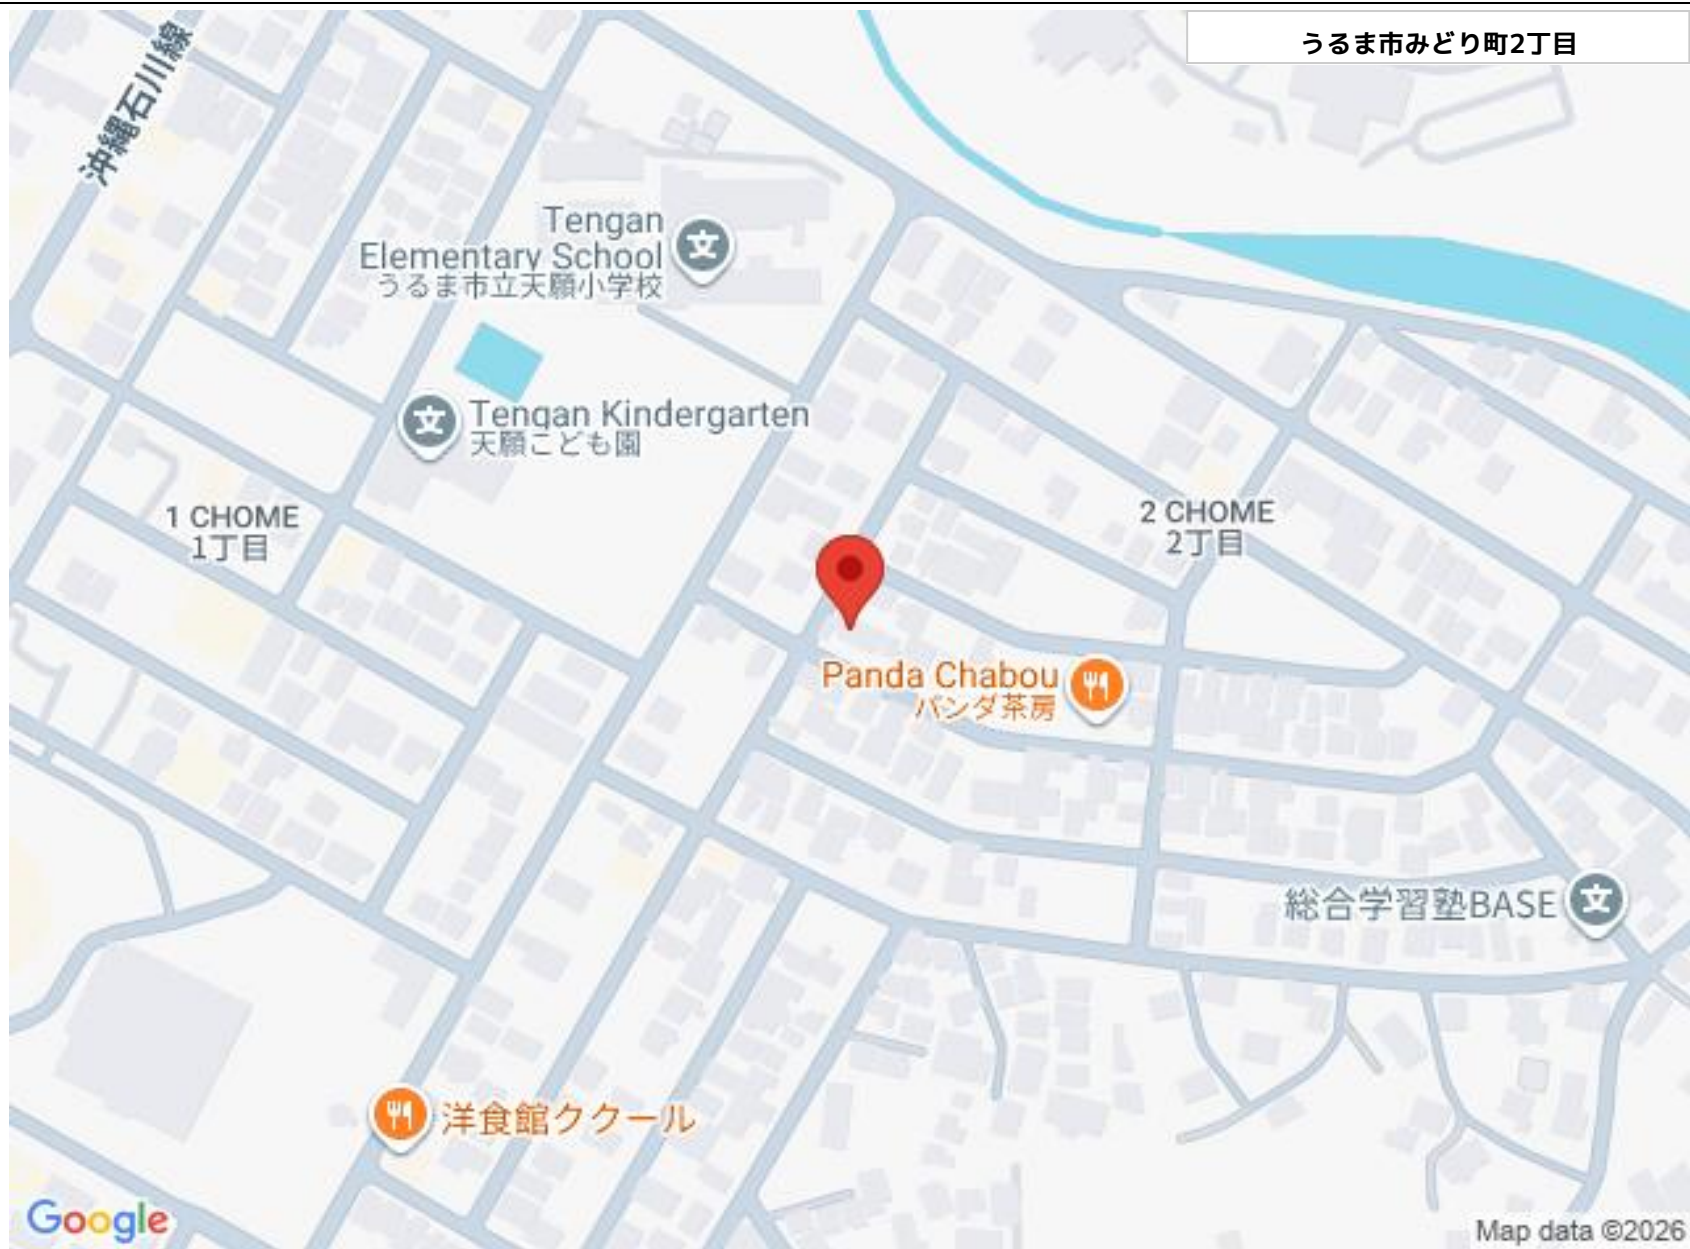 うるま市みどり町2丁目
沖縄石川線
Tengan
Elementary School
うるま市立天願小学校
Tengan Kindergarten
天願こども園
1 CHOME
1丁目
2 CHOME
2丁目
Panda Chabou
パンダ茶房
総合学習塾BASE
洋食館ククール
Google
Map data ©2026